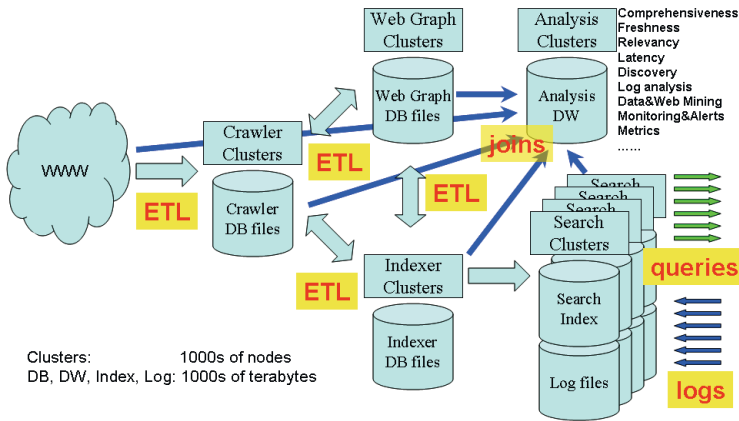 Web Graph
Clusters
Analysis
Clusters
Comprehensiveness
Freshness
Relevancy
Latency
Discovery
Log analysis
Data&Web Mining
Monitoring&Alerts
Metrics
......
Web Graph
DB files
Analysis
DW
Crawler
Clusters
joins
WWW
ETL
ETL
ETL
Crawler
DB files
Search
Search
Search
Search
Clusters
queries
ETL
Indexer
Clusters
Search
Index
Indexer
DB files
Log files
logs
Clusters: 1000s of nodes
DB, DW, Index, Log: 1000s of terabytes